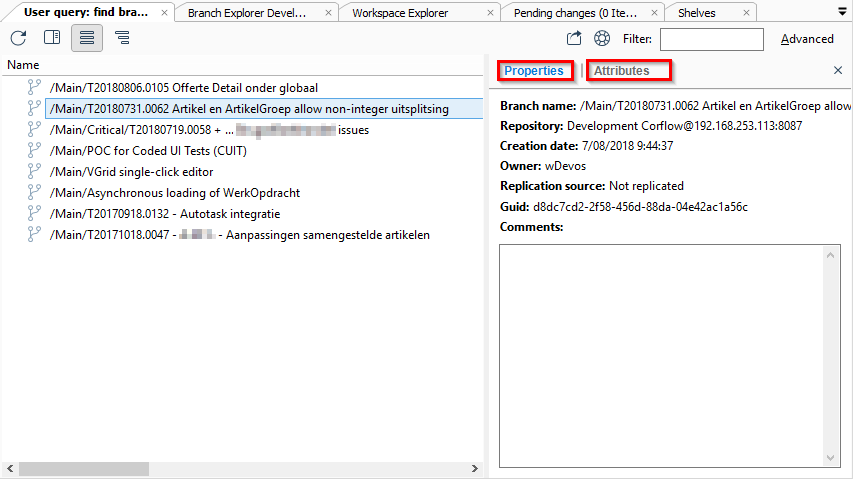 User query: find bra...
Branch Explorer Devel...
Workspace Explorer
Pending changes (0 Ite...
Shelves
Filter:
Advanced
Name
/Main/T20180806.0105 Offerte Detail onder globaal
/Main/T20180731.0062 Artikel en ArtikelGroep allow non-integer uitsplitsing
/Main/Critical/T20180719.0058 + ... issues
/Main/POC for Coded UI Tests (CUIT)
/Main/VGrid single-click editor
/Main/Asynchronous loading of WerkOpdracht
/Main/T20170918.0132 - Autotask integratie
/Main/T20171018.0047 - - Aanpassingen samengestelde artikelen
Properties | Attributes
Branch name: /Main/T20180731.0062 Artikel en ArtikelGroep allow
Repository: Development Corflow@192.168.253.113:8087
Creation date: 7/08/2018 9:44:37
Owner: wDevos
Replication source: Not replicated
Guid: d8dc7cd2-2f58-456d-88da-04e42ac1a56c
Comments: